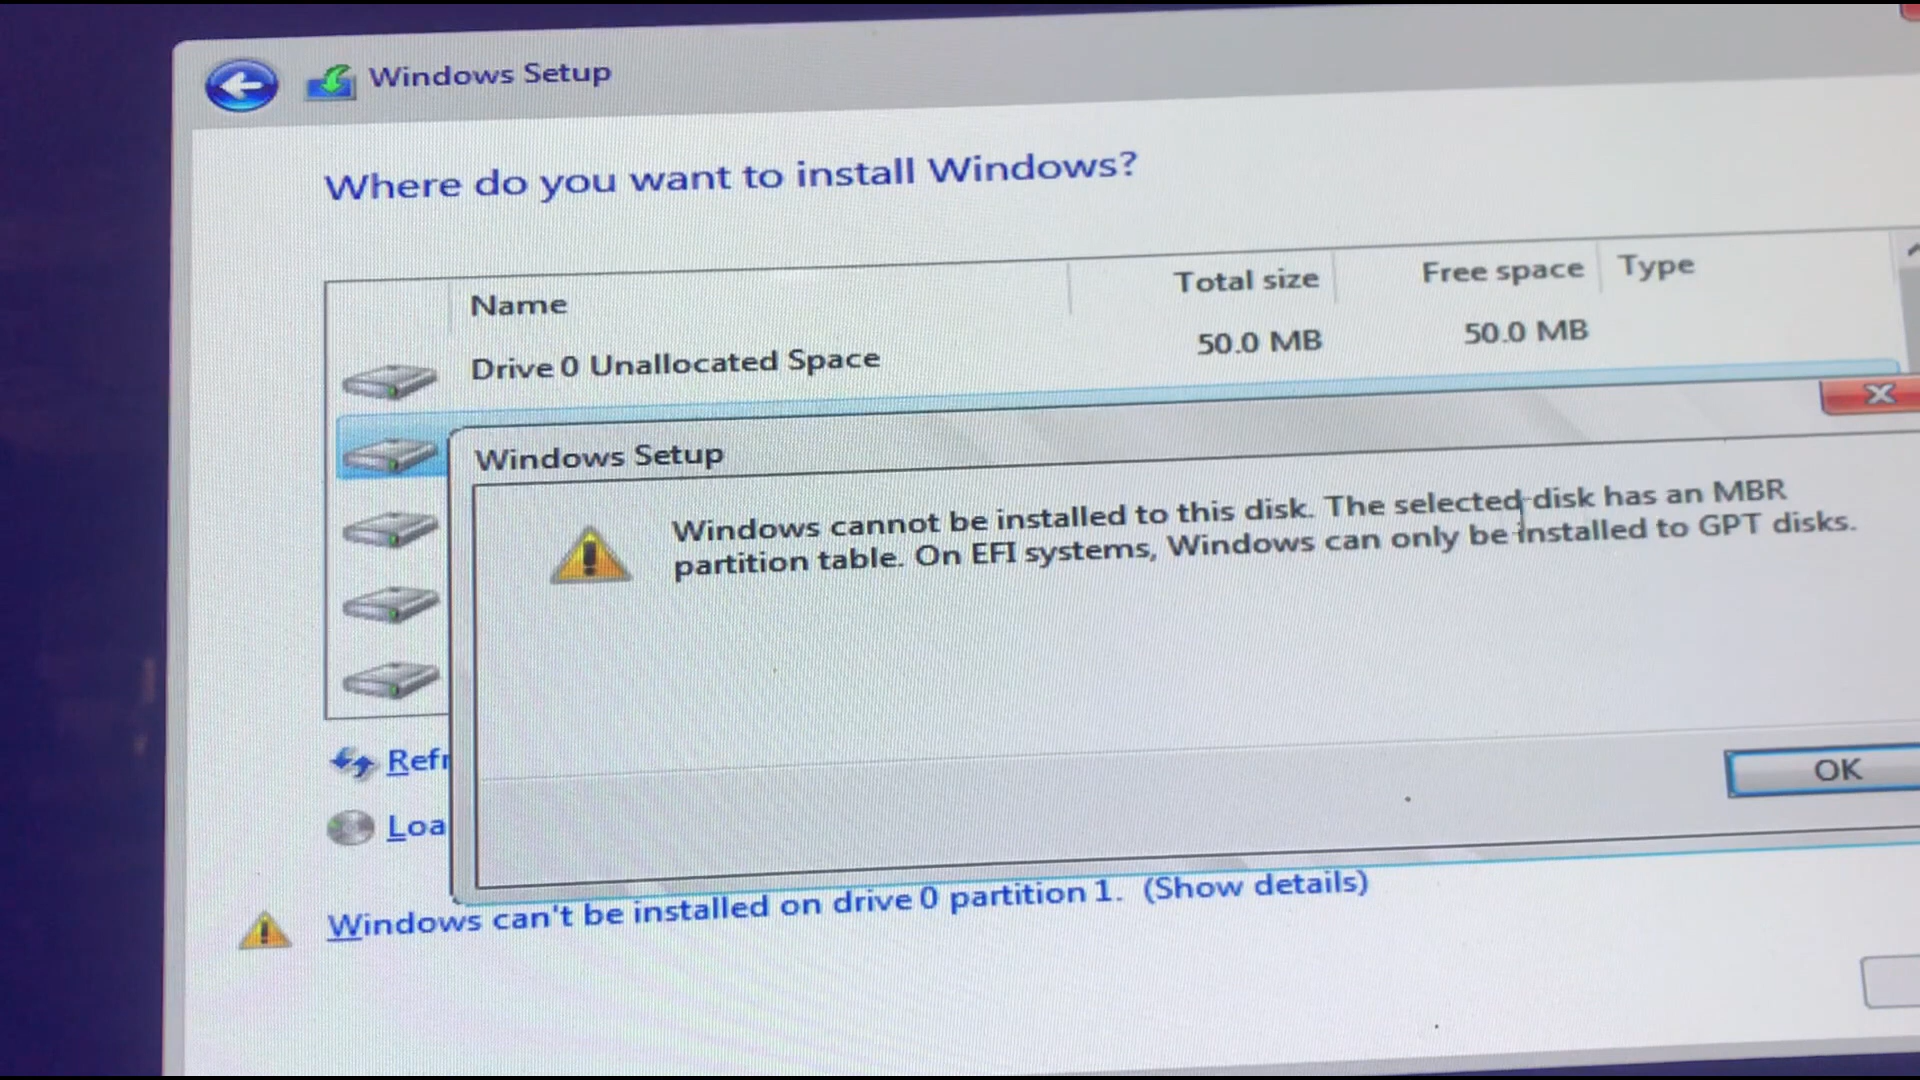 Windows Setup
Where do you want to install Windows?
Name Total size Free space Type
Drive 0 Unallocated Space 50.0 MB 50.0 MB
Windows Setup
Windows cannot be installed to this disk. The selected disk has an MBR
partition table. On EFI systems, Windows can only be installed to GPT disks.
Refr
OK
Loa
Windows can't be installed on drive 0 partition 1. (Show details)